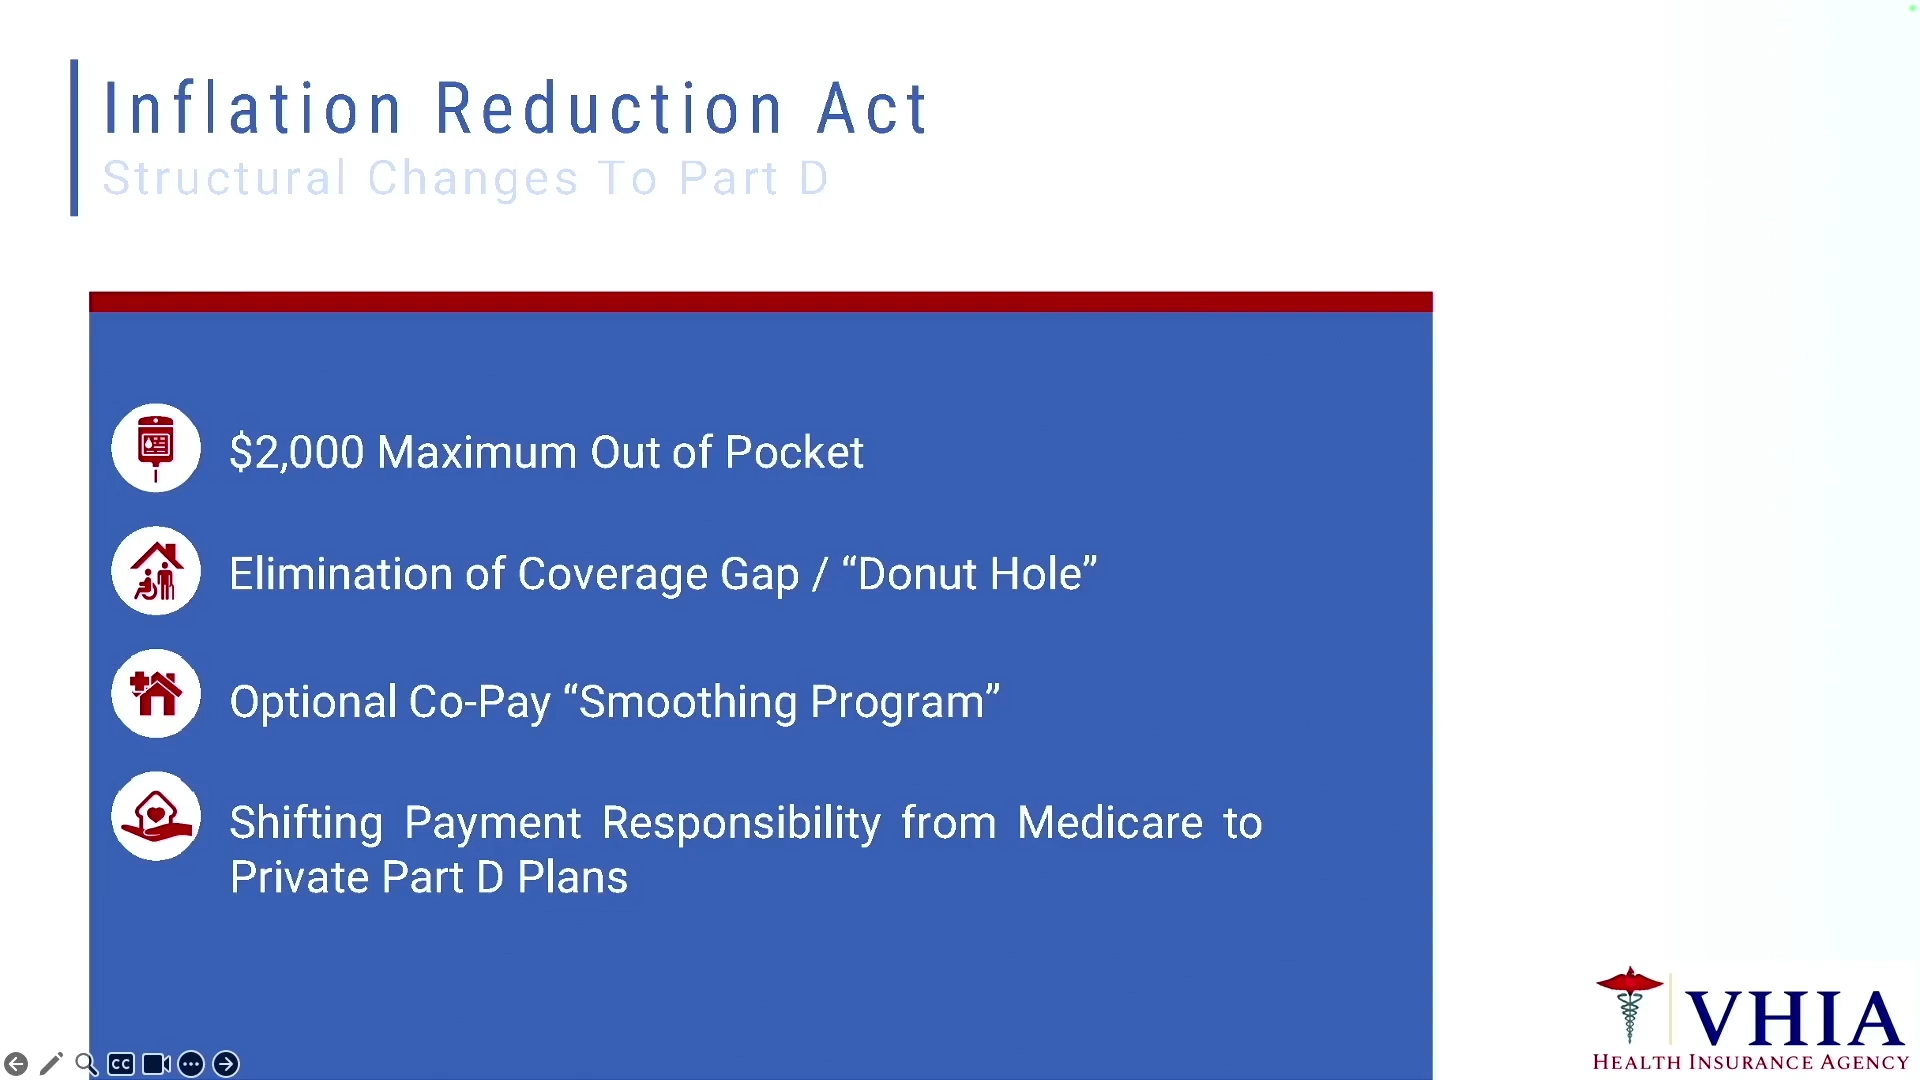 Inflation Reduction Act
Structural Changes To Part D
$2,000 Maximum Out of Pocket
Elimination of Coverage Gap / “Donut Hole”
Optional Co-Pay “Smoothing Program”
Shifting Payment Responsibility from Medicare to
Private Part D Plans
VHIA
HEALTH INSURANCE AGENCY
CC